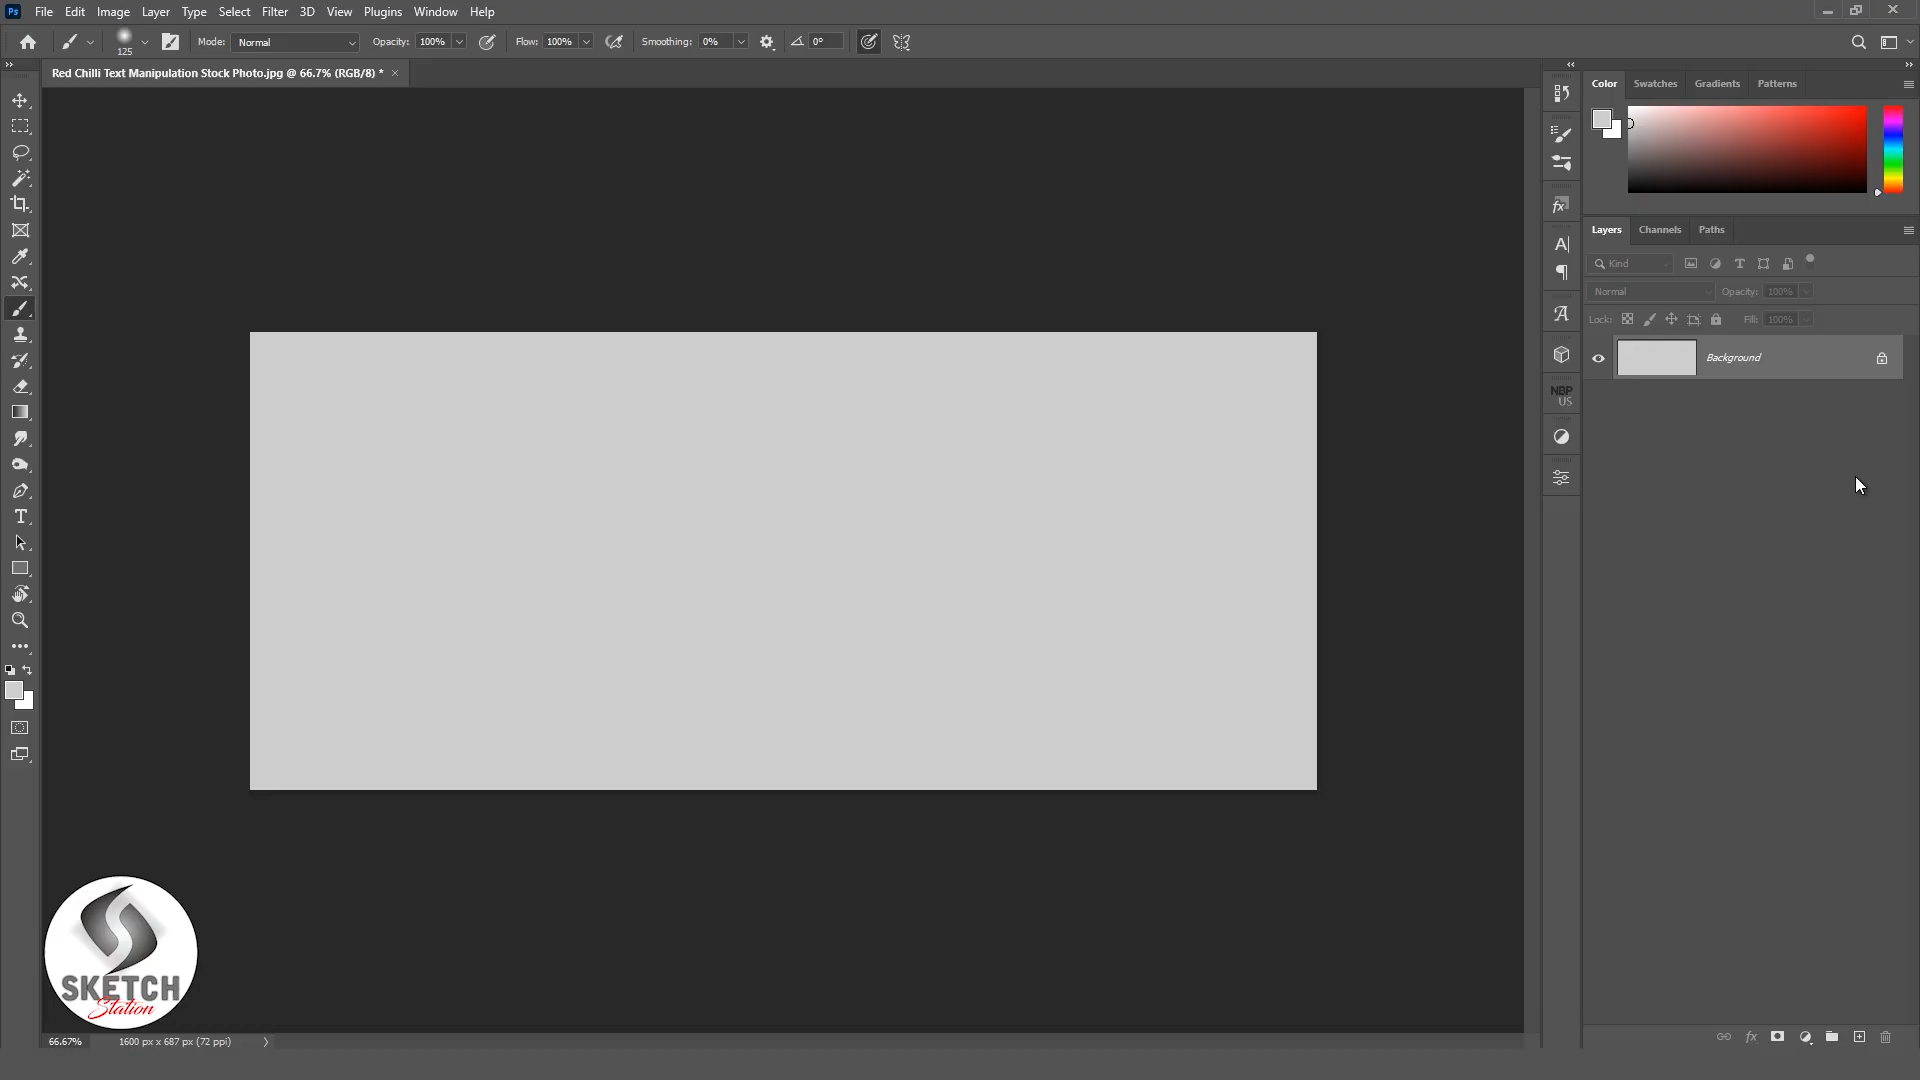 Ps File Edit Image Layer Type Select Filter 3D View Plugins Window Help
125 Mode: Normal Opacity: 100% Flow: 100% Smoothing: 0% 0°
Red Chilli Text Manipulation Stock Photo.jpg @ 66.7% (RGB/8) *
Color Swatches Gradients Patterns
Layers Channels Paths
Kind
Normal Opacity: 100%
Lock: Fill: 100%
Background
NBP
US
SKETCH
Station
66.67% 1600 px x 687 px (72 ppi)